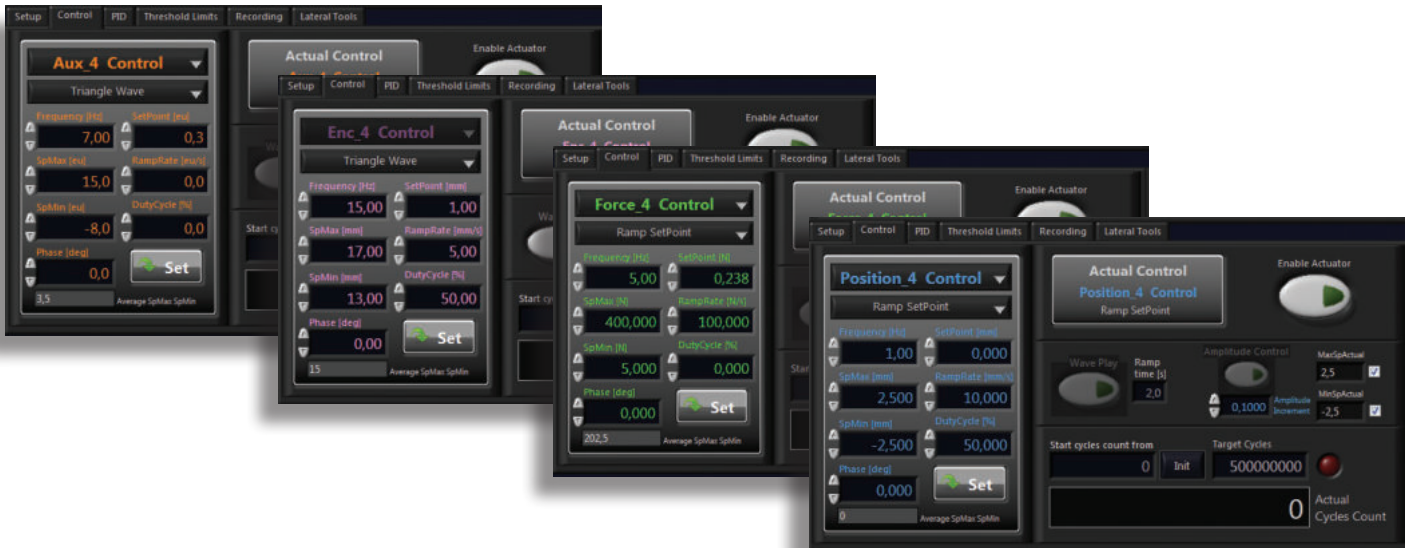 Setup Control PID Threshold Limits Recording Lateral Tools
Aux_4 Control
Triangle Wave
Frequency [Hz] SetPoint [eu]
7,00 0,3
SpMax [eu] RampRate [eu/s]
15,0 0,0
SpMin [eu] DutyCycle [%]
-8,0 0,0
Phase [deg]
0,0 Set
3,5 Average SpMax SpMin
Actual Control
Enable Actuator
Setup Control PID Threshold Limits Recording Lateral Tools
Enc_4 Control
Triangle Wave
Frequency [Hz] SetPoint [mm]
15,00 1,00
SpMax [mm] RampRate [mm/s]
17,00 5,00
SpMin [mm] DutyCycle [%]
13,00 50,00
Phase [deg]
0,00 Set
15 Average SpMax SpMin
Actual Control
Enc_4 Control
Enable Actuator
Start
Setup Control PID Threshold Limits Recording Lateral Tools
Force_4 Control
Ramp SetPoint
Frequency [Hz] SetPoint [N]
5,00 0,238
SpMax [N] RampRate [N/s]
400,000 100,000
SpMin [N] DutyCycle [%]
5,000 0,000
Phase [deg]
0,000 Set
202,5 Average SpMax SpMin
Actual Control
Force_4 Control
Enable Actuator
Start
Setup Control PID Threshold Limits Recording Lateral Tools
Position_4 Control
Ramp SetPoint
Frequency [Hz] SetPoint [mm]
1,00 0,000
SpMax [mm] RampRate [mm/s]
2,500 10,000
SpMin [mm] DutyCycle [%]
-2,500 50,000
Phase [deg]
0,000 Set
0 Average SpMax SpMin
Actual Control
Position_4 Control
Ramp SetPoint
Enable Actuator
Wave Play
Ramp
time [s]
2,0
Amplitude Control
0,1000 Amplitude
Increment
MaxSpActual
2,5
MinSpActual
-2,5
Start cycles count from Target Cycles
0 Init 500000000
0 Actual
Cycles Count